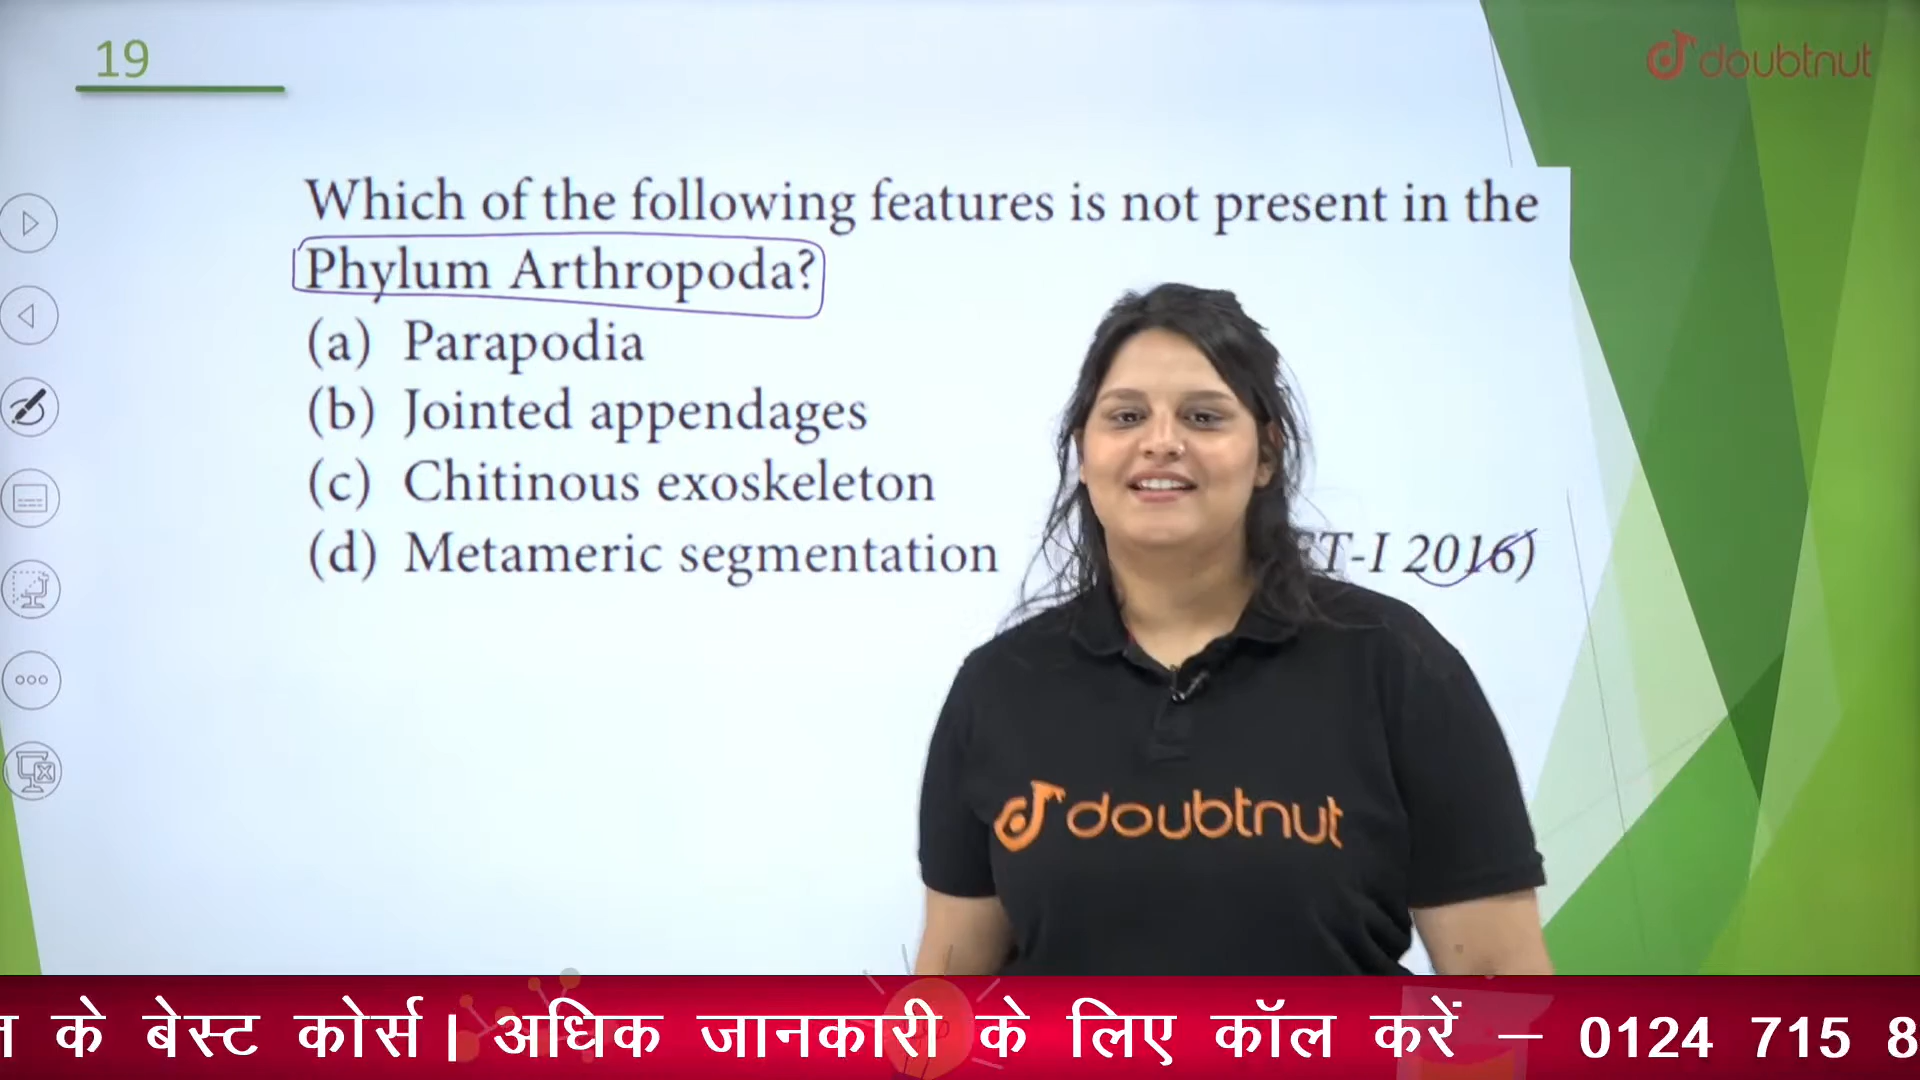 19
doubtnut
Which of the following features is not present in the
Phylum Arthropoda?
(a) Parapodia
(b) Jointed appendages
(c) Chitinous exoskeleton
(d) Metameric segmentation
ET-I 2016)
doubtnut
के बेस्ट कोर्स | अधिक जानकारी के लिए कॉल करें – 0124 715 8